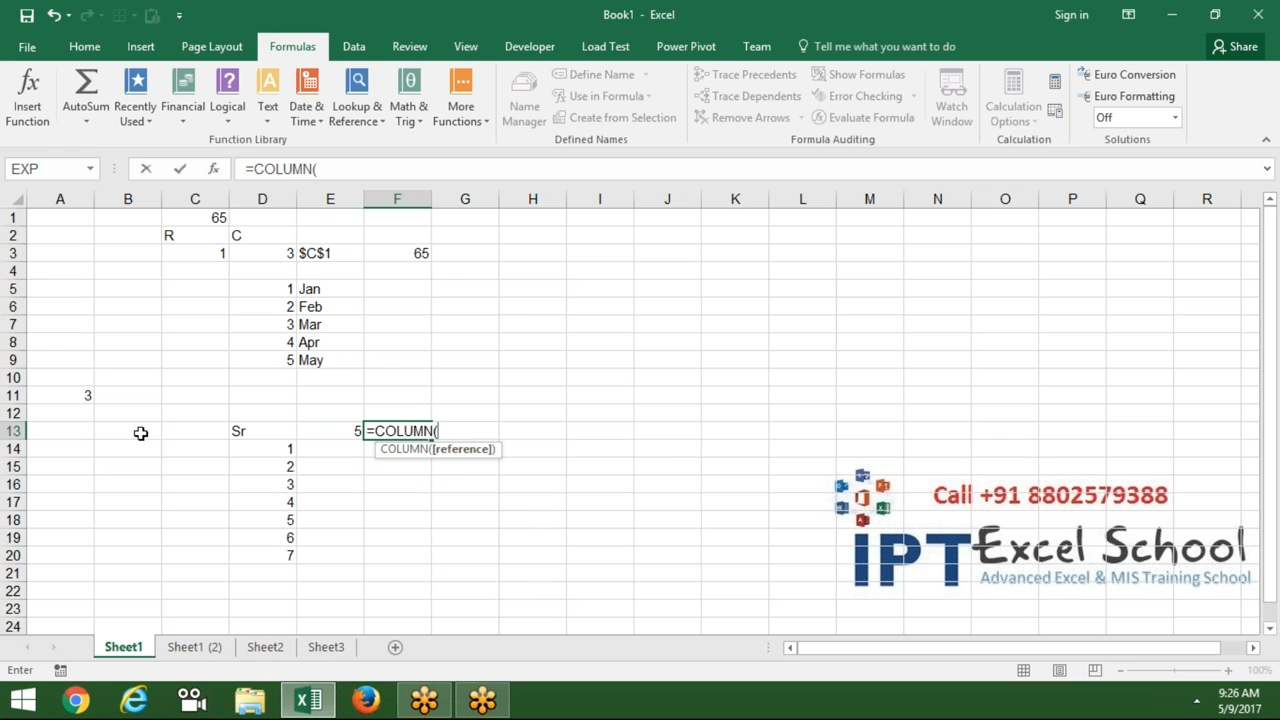 Book1 - Excel
Sign in
File Home Insert Page Layout Formulas Data Review View Developer Load Test Power Pivot Team Tell me what you want to do Share
Insert Function
AutoSum
Recently Used
Financial
Logical
Text
Date & Time
Lookup & Reference
Math & Trig
More Functions
Function Library
Name Manager
Define Name
Use in Formula
Create from Selection
Defined Names
Trace Precedents
Trace Dependents
Remove Arrows
Show Formulas
Error Checking
Evaluate Formula
Formula Auditing
Watch Window
Calculation Options
Calculation
Euro Conversion
Euro Formatting
Off
Solutions
EXP fx =COLUMN(
A B C D E F G H I J K L M N O P Q R
1 65
2 R C
3 1 3 $C$1 65
4
5 1 Jan
6 2 Feb
7 3 Mar
8 4 Apr
9 5 May
10
11 3
12
13 Sr 5 =COLUMN(
14 1 COLUMN([reference])
15 2
16 3
17 4
18 5
19 6
20 7
21
22
23
24
Call +91 8802579388
IPT Excel School
Advanced Excel & MIS Training School
Sheet1 Sheet1 (2) Sheet2 Sheet3
Enter 100%
9:26 AM
5/9/2017